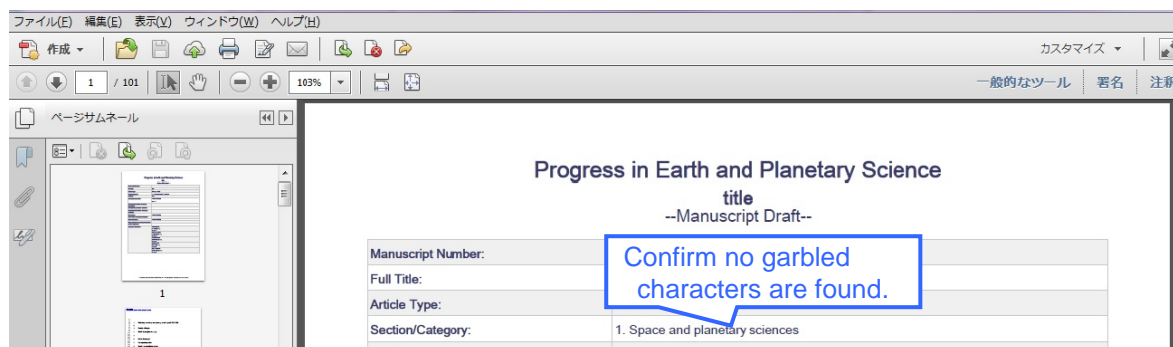 ファイル(F) 編集(E) 表示(V) ウィンドウ(W) ヘルプ(H)
作成
カスタマイズ
1 / 101
103%
一般的なツール
署名
注釈
ページサムネール
1
Progress in Earth and Planetary Science
title
--Manuscript Draft--
Manuscript Number:
Full Title:
Article Type:
Section/Category:
1. Space and planetary sciences
Confirm no garbled
characters are found.